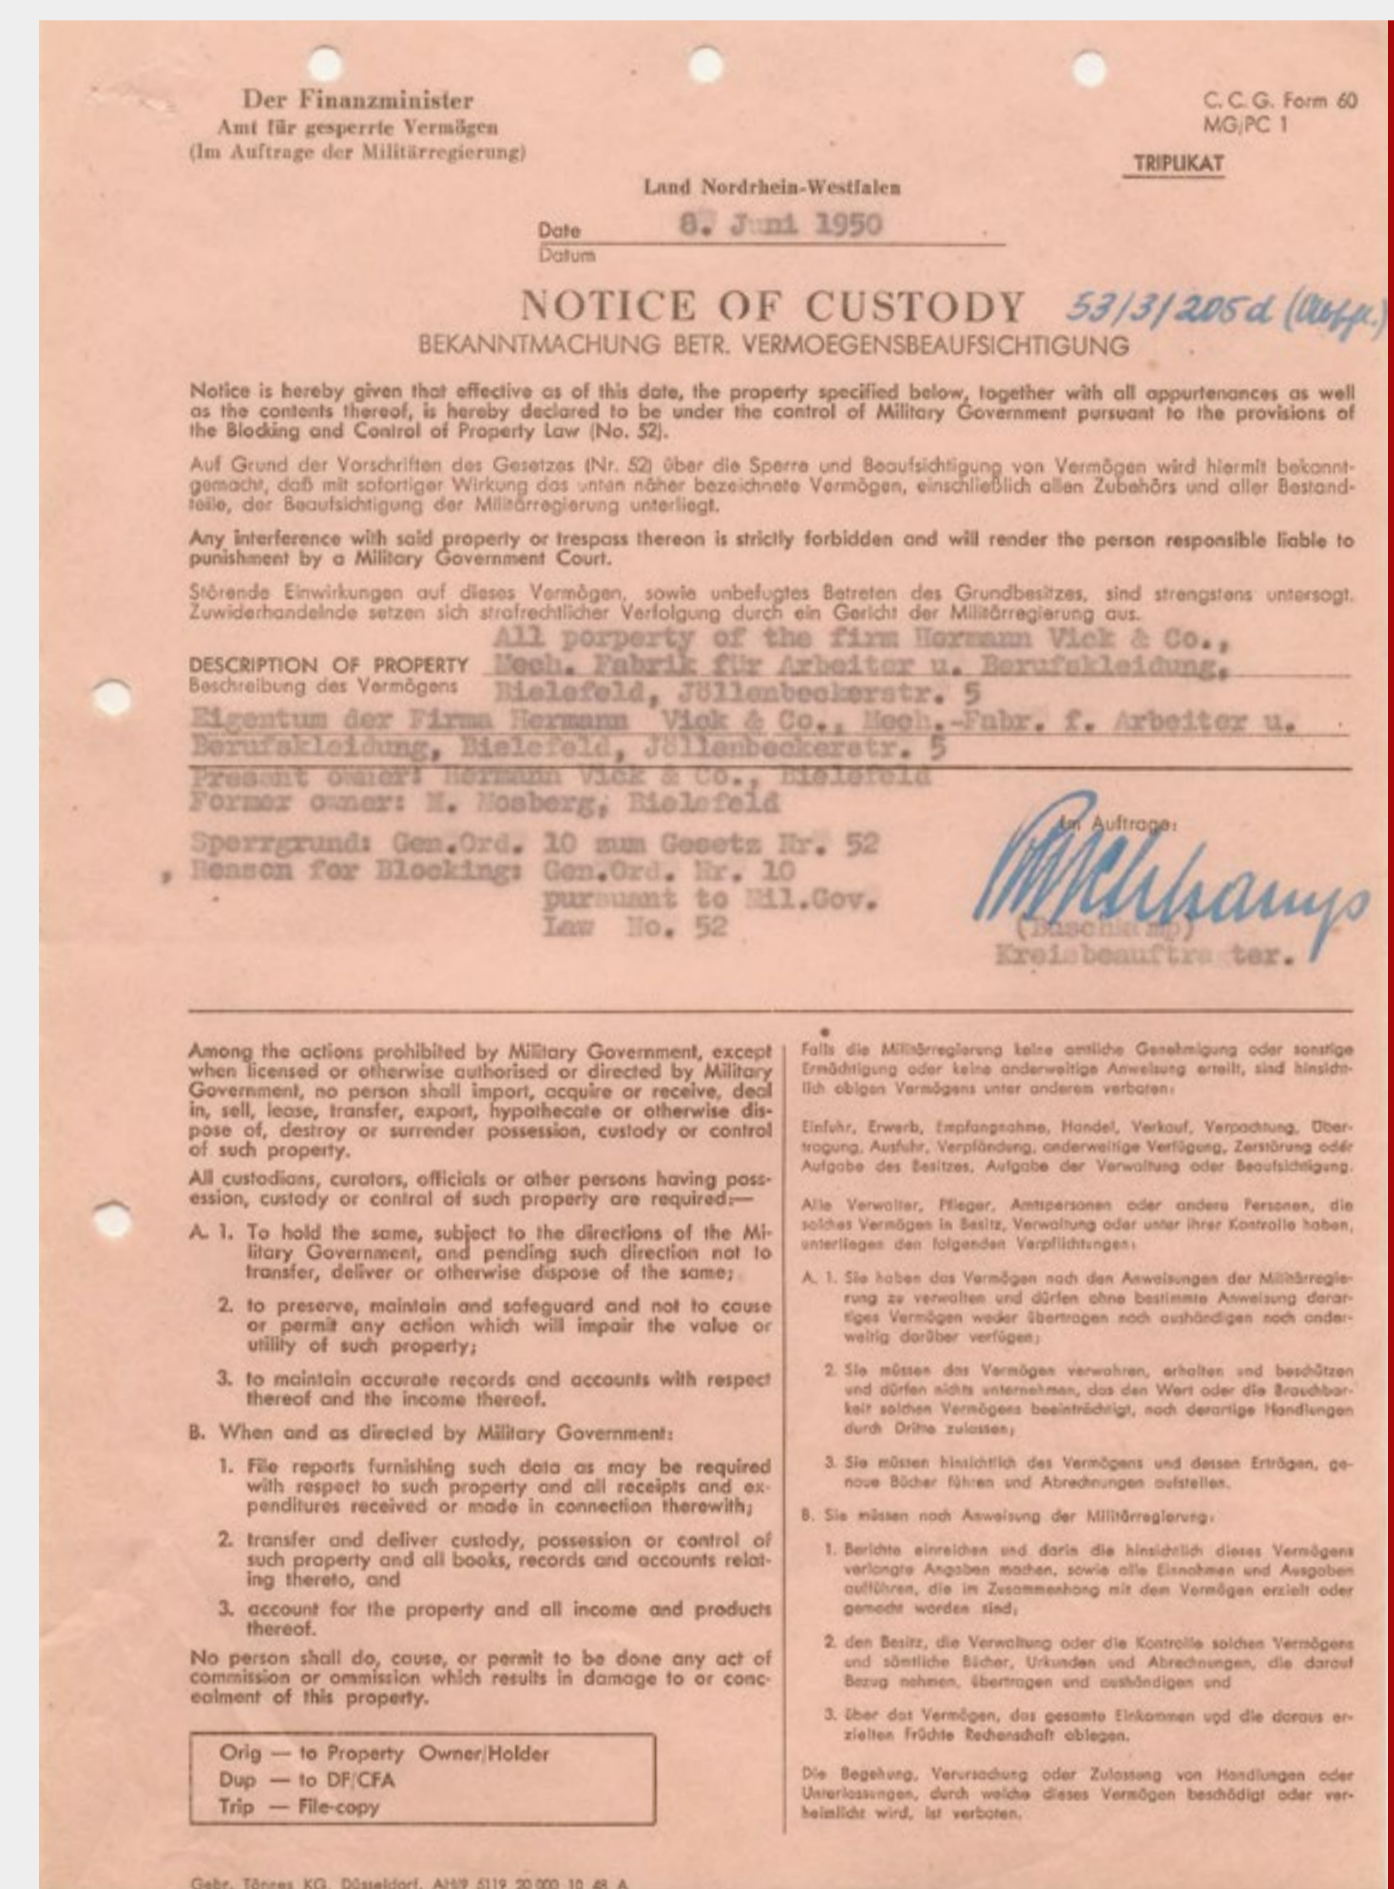 Der Finanzminister
Amt für gesperrte Vermögen
(Im Auftrage der Militärregierung)
C. C. G. Form 60
MG/PC 1
TRIPLIKAT
Land Nordrhein-Westfalen
Date 8. Juni 1950
Datum
NOTICE OF CUSTODY 53/3/205d
BEKANNTMACHUNG BETR. VERMOEGENSBEAUFSICHTIGUNG
Notice is hereby given that effective as of this date, the property specified below, together with all appurtenances as well
as the contents thereof, is hereby declared to be under the control of Military Government pursuant to the provisions of
the Blocking and Control of Property Law (No. 52).
Auf Grund der Vorschriften des Gesetzes (Nr. 52) über die Sperre und Beaufsichtigung von Vermögen wird hiermit bekannt-
gemacht, daß mit sofortiger Wirkung das unten näher bezeichnete Vermögen, einschließlich allen Zubehörs und aller Bestand-
teile, der Beaufsichtigung der Militärregierung unterliegt.
Any interference with said property or trespass thereon is strictly forbidden and will render the person responsible liable to
punishment by a Military Government Court.
Störende Einwirkungen auf dieses Vermögen, sowie unbefugtes Betreten des Grundbesitzes, sind strengstens untersagt.
Zuwiderhandelnde setzen sich strafrechtlicher Verfolgung durch ein Gericht der Militärregierung aus.
All porperty of the firm Hermann Vick & Co.,
DESCRIPTION OF PROPERTY Mech. Fabrik für Arbeiter u. Berufskleidung,
Beschreibung des Vermögens Bielefeld, Jöllenbeckerstr. 5
Eigentum der Firma Hermann Vick & Co., Mech.-Fabr. f. Arbeiter u.
Berufskleidung, Bielefeld, Jöllenbeckerstr. 5
Present owner: Hermann Vick & Co., Bielefeld
Former owner: M. Mosberg, Bielefeld
Im Auftrage:
Sperrgrund: Gen.Ord. 10 zum Gesetz Nr. 52
Reason for Blocking: Gen.Ord. Nr. 10
pursuant to Mil.Gov.
Law No. 52
(Buschkamp)
Kreisbeauftragter.
Among the actions prohibited by Military Government, except
when licensed or otherwise authorised or directed by Military
Government, no person shall import, acquire or receive, deal
in, sell, lease, transfer, export, hypothecate or otherwise dis-
pose of, destroy or surrender possession, custody or control
of such property.
All custodians, curators, officials or other persons having poss-
ession, custody or control of such property are required:—
A. 1. To hold the same, subject to the directions of the Mi-
litary Government, and pending such direction not to
transfer, deliver or otherwise dispose of the same;
2. to preserve, maintain and safeguard and not to cause
or permit any action which will impair the value or
utility of such property;
3. to maintain accurate records and accounts with respect
thereof and the income thereof.
B. When and as directed by Military Government:
1. File reports furnishing such data as may be required
with respect to such property and all receipts and ex-
penditures received or made in connection therewith;
2. transfer and deliver custody, possession or control of
such property and all books, records and accounts relat-
ing thereto, and
3. account for the property and all income and products
thereof.
No person shall do, cause, or permit to be done any act of
commission or ommission which results in damage to or conc-
ealment of this property.
Orig — to Property Owner/Holder
Dup — to DF/CFA
Trip — File-copy
Falls die Militärregierung keine amtliche Genehmigung oder sonstige
Ermächtigung oder keine anderweitige Anweisung erteilt, sind hinsicht-
lich obigen Vermögens unter anderem verboten:
Einfuhr, Erwerb, Empfangnahme, Handel, Verkauf, Verpachtung, Über-
tragung, Ausfuhr, Verpfändung, anderweitige Verfügung, Zerstörung oder
Aufgabe des Besitzes, Aufgabe der Verwaltung oder Beaufsichtigung.
Alle Verwalter, Pfleger, Amtspersonen oder andere Personen, die
solches Vermögen in Besitz, Verwaltung oder unter ihrer Kontrolle haben,
unterliegen den folgenden Verpflichtungen:
A. 1. Sie haben das Vermögen nach den Anweisungen der Militärregie-
rung zu verwalten und dürfen ohne bestimmte Anweisung derar-
tiges Vermögen weder übertragen noch aushändigen noch ander-
weitig darüber verfügen;
2. Sie müssen das Vermögen verwahren, erhalten und beschützen
und dürfen nichts unternehmen, das den Wert oder die Brauchbar-
keit solchen Vermögens beeinträchtigt, noch derartige Handlungen
durch Dritte zulassen;
3. Sie müssen hinsichtlich des Vermögens und dessen Erträgen, ge-
naue Bücher führen und Abrechnungen aufstellen.
B. Sie müssen nach Anweisung der Militärregierung:
1. Berichte einreichen und darin die hinsichtlich dieses Vermögens
verlangte Angaben machen, sowie alle Einnahmen und Ausgaben
aufführen, die im Zusammenhang mit dem Vermögen erzielt oder
gemacht worden sind;
2. den Besitz, die Verwaltung oder die Kontrolle solchen Vermögens
und sämtliche Bücher, Urkunden und Abrechnungen, die darauf
Bezug nehmen, übertragen und aushändigen und
3. über das Vermögen, das gesamte Einkommen und die daraus er-
zielten Früchte Rechenschaft ablegen.
Die Begehung, Verursachung oder Zulassung von Handlungen oder
Unterlassungen, durch welche dieses Vermögen beschädigt oder ver-
heimlicht wird, ist verboten.
Gebr. Tönnes KG, Düsseldorf, AH/9 5119 20 000 10. 48 A